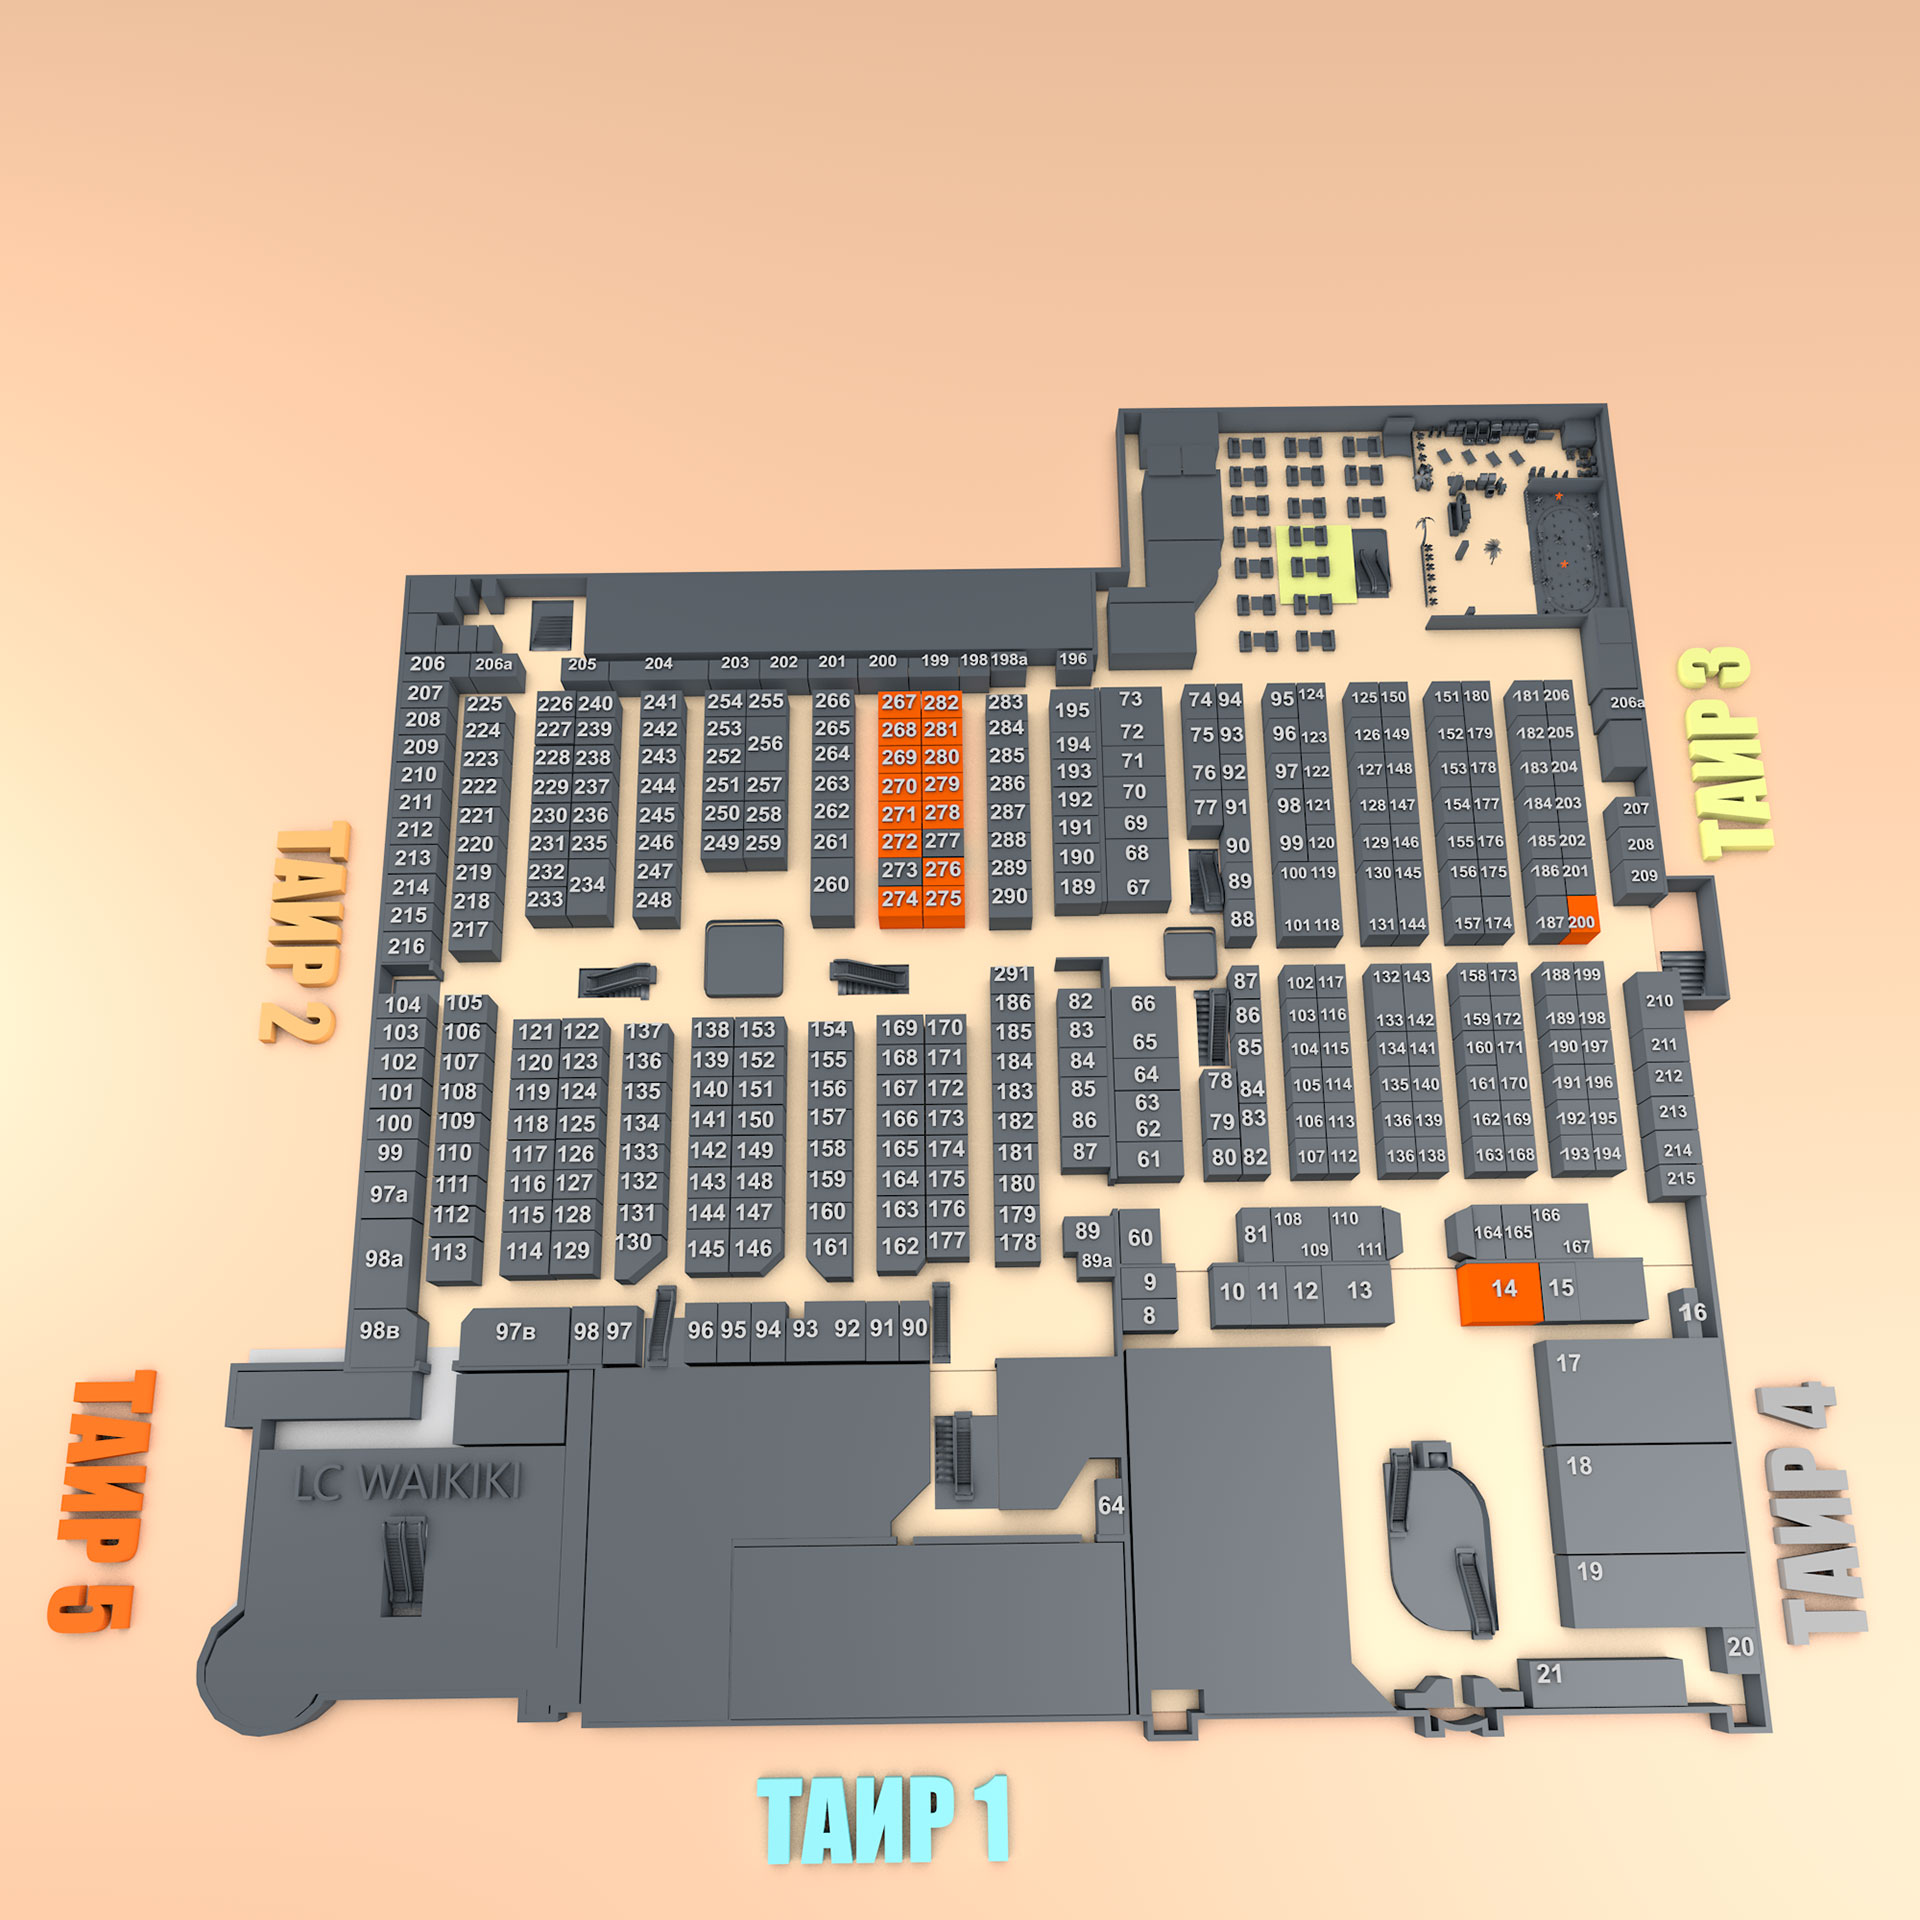 73 74 94 95 124 125 150 151 180 181 206
206 206а 205 204 203 202 201 200 199 198 198а 196
207 225 226 240 241 254 255 266 267 282 283 195 72 75 93 96 123 126 149 152 179 182 205 206а
208 224 227 239 242 253 256 265 268 281 284 194 71 76 92 97 122 127 148 153 178 183 204
209 223 228 238 243 252 264 269 280 285 193 70 77 91 98 121 128 147 154 177 184 203 207
210 222 229 237 244 251 257 263 270 279 286 192 69 90 99 120 129 146 155 176 185 202 208
211 221 230 236 245 250 258 262 271 278 287 191 68 89 100 119 130 145 156 175 186 201 209
212 220 231 235 246 249 259 261 272 277 288 190 67 88 101 118 131 144 157 174 187 200
213 219 232 234 247 260 273 276 289 189
214 218 233 248 274 275 290
215 217
216
ТАИР 3
ТАИР 2
291 87 102 117 132 143 158 173 188 199 210
104 105 186 82 66 86 103 116 133 142 159 172 189 198
103 106 121 122 137 138 153 154 169 170 185 83 65 85 104 115 134 141 160 171 190 197 211
102 107 120 123 136 139 152 155 168 171 184 84 64 78 84 105 114 135 140 161 170 191 196 212
101 108 119 124 135 140 151 156 167 172 183 85 63 79 83 106 113 136 139 162 169 192 195 213
100 109 118 125 134 141 150 157 166 173 182 86 62 80 82 107 112 136 138 163 168 193 194 214
99 110 117 126 133 142 149 158 165 174 181 87 61 215
97а 111 116 127 132 143 148 159 164 175 180
112 115 128 131 144 147 160 163 176 179 89 60 81 108 110 164 165 166
98а 113 114 129 130 145 146 161 162 177 178 89а 109 111 167
9 10 11 12 13 14 15
98в 97в 98 97 96 95 94 93 92 91 90 8 16
17
LC WAIKIKI
64
18
19
20
21
ТАИР 5
ТАИР 4
ТАИР 1